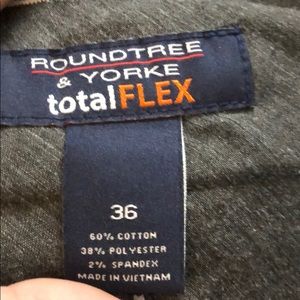 ROUNDTREE
& YORKE
totalFLEX
36
60% COTTON
38% POLYESTER
2% SPANDEX
MADE IN VIETNAM